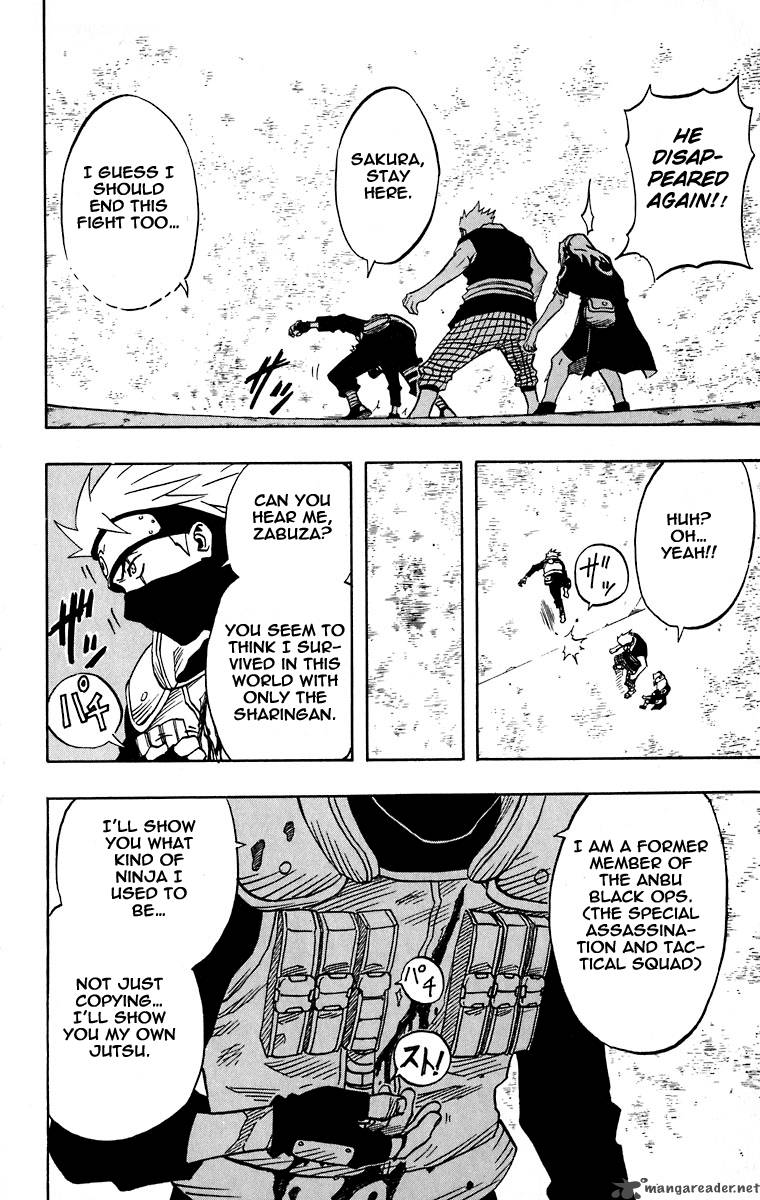 HE
DISAP-
PEARED
AGAIN!!
SAKURA,
STAY
HERE.
I GUESS I
SHOULD
END THIS
FIGHT TOO...
ザッ
HUH?
OH...
YEAH!!
ザッ
CAN YOU
HEAR ME,
ZABUZA?
YOU SEEM TO
THINK I SUR-
VIVED IN THIS
WORLD WITH
ONLY THE
SHARINGAN.
ザッ
パチ
I AM A FORMER
MEMBER OF
THE ANBU
BLACK OPS.
(THE SPECIAL
ASSASSINA-
TION AND TAC-
TICAL SQUAD)
パチ
スト!
I'LL SHOW
YOU WHAT
KIND OF
NINJA I
USED TO
BE...
NOT JUST
COPYING...
I'LL SHOW
YOU MY OWN
JUTSU.
mangareader.net